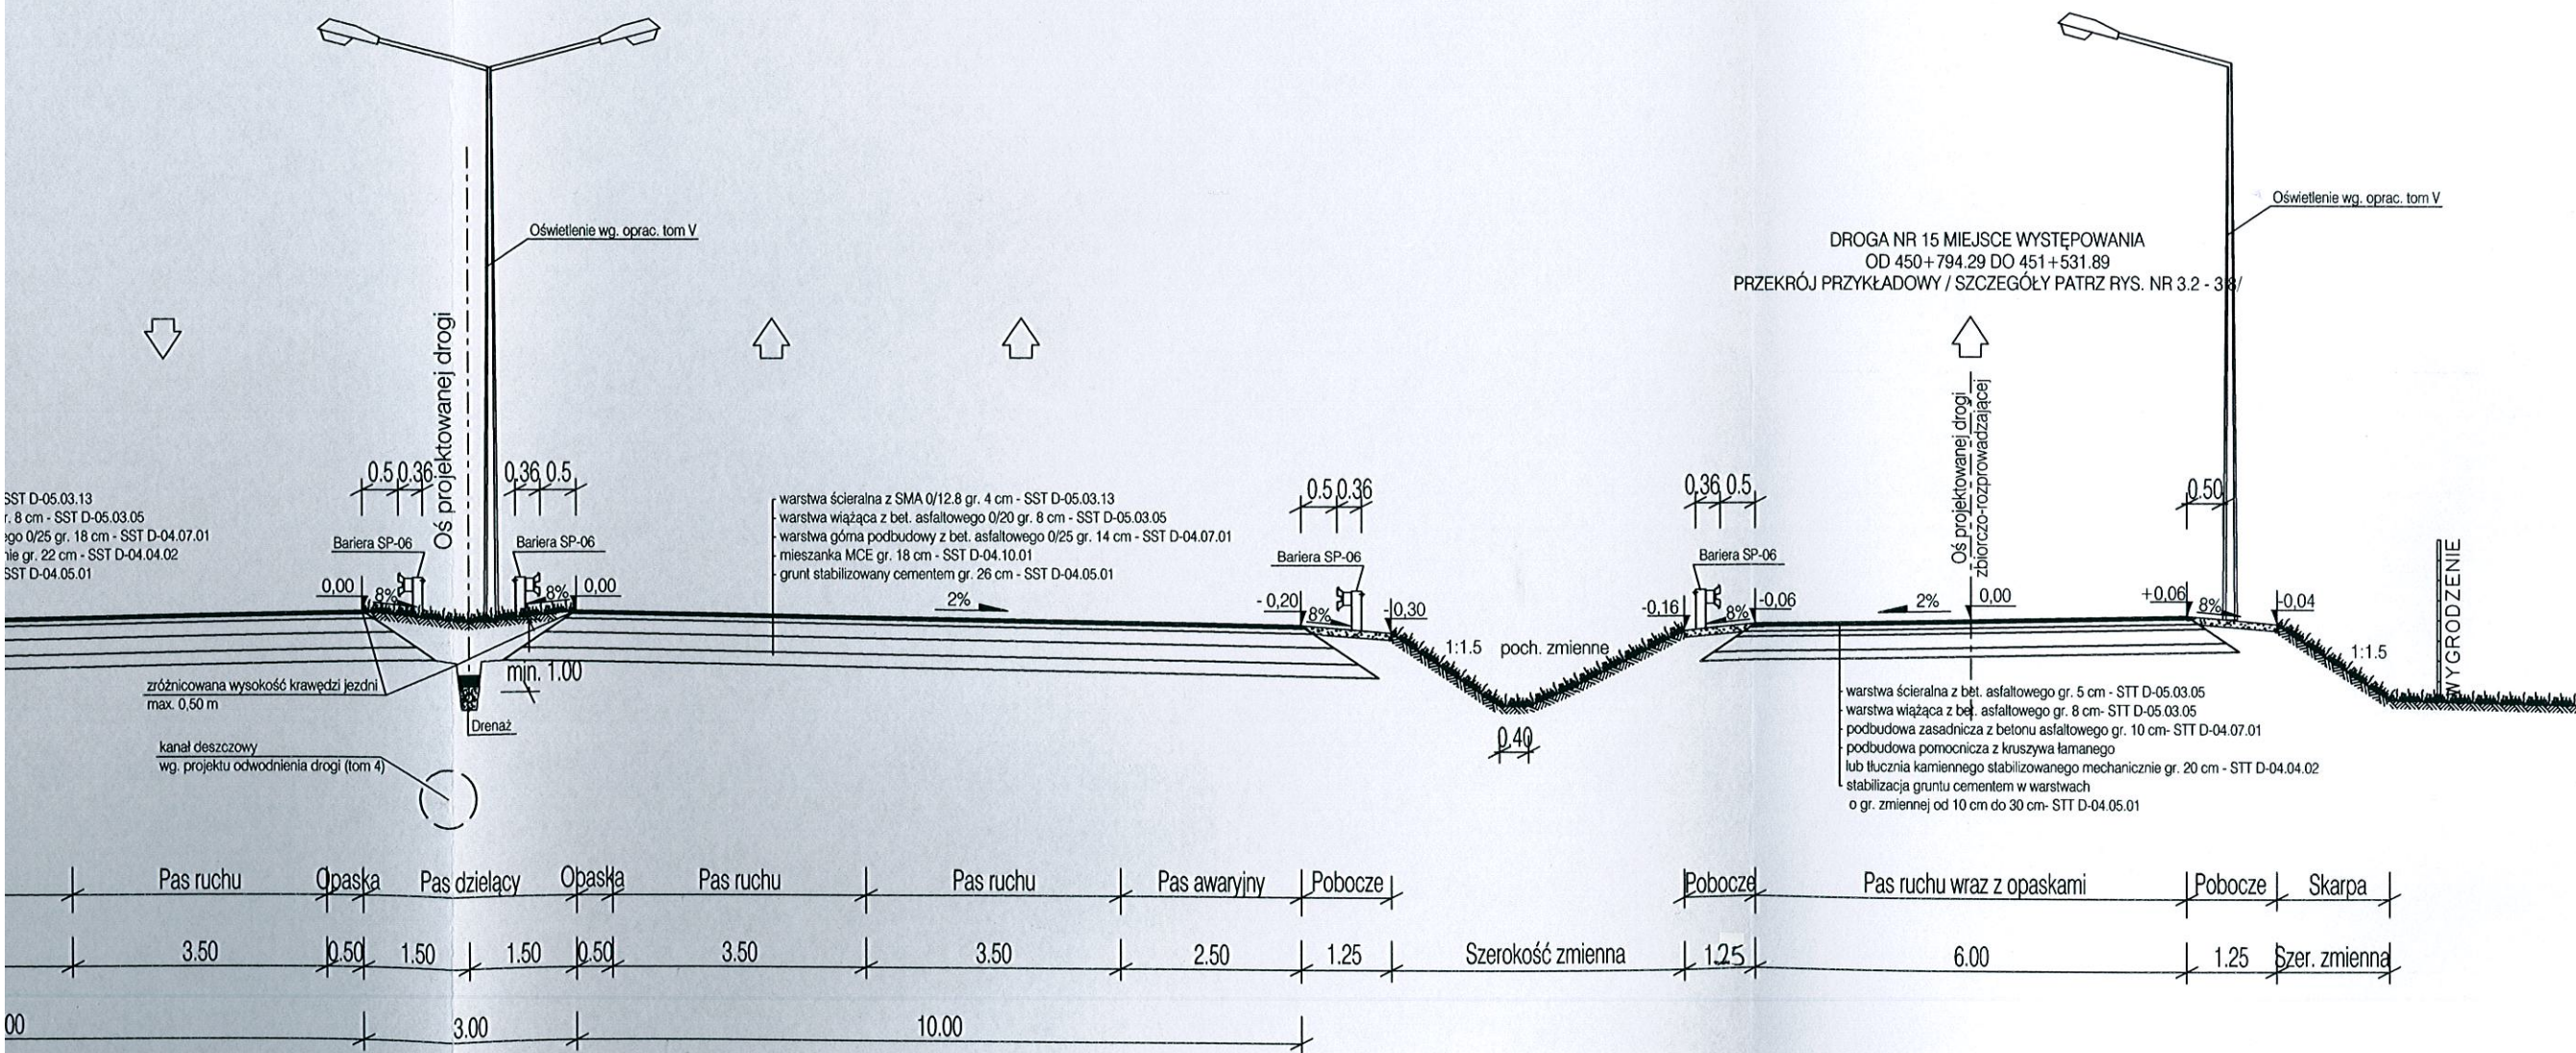 Oświetlenie wg. oprac. tom V
Oświetlenie wg. oprac. tom V
DROGA NR 15 MIEJSCE WYSTĘPOWANIA
OD 450+794.29 DO 451+531.89
PRZEKRÓJ PRZYKŁADOWY / SZCZEGÓŁY PATRZ RYS. NR 3.2 - 3.8/
Oś projektowanej drogi
Oś projektowanej drogi
zbiorczo-rozprowadzającej
0.5 0.36
0.36 0.5
0.5 0.36
0.36 0.5
0.50
SST D-05.03.13
r. 8 cm - SST D-05.03.05
ego 0/25 gr. 18 cm - SST D-04.07.01
nie gr. 22 cm - SST D-04.04.02
SST D-04.05.01
warstwa ścieralna z SMA 0/12.8 gr. 4 cm - SST D-05.03.13
warstwa wiążąca z bet. asfaltowego 0/20 gr. 8 cm - SST D-05.03.05
warstwa górna podbudowy z bet. asfaltowego 0/25 gr. 14 cm - SST D-04.07.01
mieszanka MCE gr. 18 cm - SST D-04.10.01
grunt stabilizowany cementem gr. 26 cm - SST D-04.05.01
Bariera SP-06
Bariera SP-06
Bariera SP-06
Bariera SP-06
WYGRODZENIE
0,00
8%
8%
0,00
2%
- 0,20
8%
-0,30
-0,16
8%
-0,06
2%
0,00
+0,06
8%
-0,04
1:1.5
poch. zmienne
1:1.5
min. 1.00
zróżnicowana wysokość krawędzi jezdni
max. 0,50 m
Drenaż
0.40
kanał deszczowy
wg. projektu odwodnienia drogi (tom 4)
warstwa ścieralna z bet. asfaltowego gr. 5 cm - STT D-05.03.05
warstwa wiążąca z bet. asfaltowego gr. 8 cm- STT D-05.03.05
podbudowa zasadnicza z betonu asfaltowego gr. 10 cm- STT D-04.07.01
podbudowa pomocnicza z kruszywa łamanego
lub tłucznia kamiennego stabilizowanego mechanicznie gr. 20 cm - STT D-04.04.02
stabilizacja gruntu cementem w warstwach
o gr. zmiennej od 10 cm do 30 cm- STT D-04.05.01
Pas ruchu Opaska Pas dzielący Opaska Pas ruchu Pas ruchu Pas awaryjny Pobocze Pobocze Pas ruchu wraz z opaskami Pobocze Skarpa
3.50 0.50 1.50 1.50 0.50 3.50 3.50 2.50 1.25 Szerokość zmienna 1.25 6.00 1.25 Szer. zmienna
00 3.00 10.00